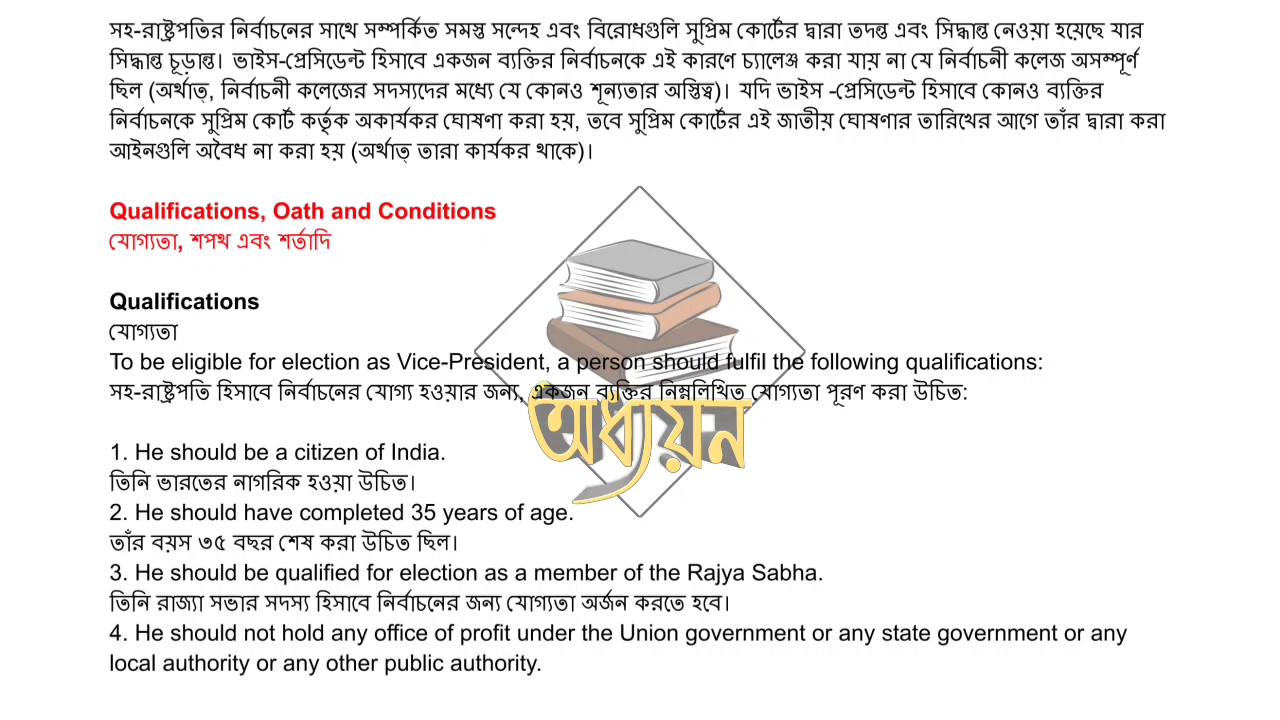 সহ-রাষ্ট্রপতির নির্বাচনের সাথে সম্পর্কিত সমস্ত সন্দেহ এবং বিরোধগুলি সুপ্রিম কোর্টের দ্বারা তদন্ত এবং সিদ্ধান্ত নেওয়া হয়েছে যার
সিদ্ধান্ত চূড়ান্ত। ভাইস-প্রেসিডেন্ট হিসাবে একজন ব্যক্তির নির্বাচনকে এই কারণে চ্যালেঞ্জ করা যায় না যে নির্বাচনী কলেজ অসম্পূর্ণ
ছিল (অর্থাত্, নির্বাচনী কলেজের সদস্যদের মধ্যে যে কোনও শূন্যতার অস্তিত্ব)। যদি ভাইস -প্রেসিডেন্ট হিসাবে কোনও ব্যক্তির
নির্বাচনকে সুপ্রিম কোর্ট কর্তৃক অকার্যকর ঘোষণা করা হয়, তবে সুপ্রিম কোর্টের এই জাতীয় ঘোষণার তারিখের আগে তাঁর দ্বারা করা
আইনগুলি অবৈধ না করা হয় (অর্থাত্ তারা কার্যকর থাকে)।
Qualifications, Oath and Conditions
যোগ্যতা, শপথ এবং শর্তাদি
Qualifications
যোগ্যতা
To be eligible for election as Vice-President, a person should fulfil the following qualifications:
সহ-রাষ্ট্রপতি হিসাবে নির্বাচনের যোগ্য হওয়ার জন্য, একজন ব্যক্তির নিম্নলিখিত যোগ্যতা পূরণ করা উচিত:
অধ্যয়ন
1. He should be a citizen of India.
তিনি ভারতের নাগরিক হওয়া উচিত।
2. He should have completed 35 years of age.
তাঁর বয়স ৩৫ বছর শেষ করা উচিত ছিল।
3. He should be qualified for election as a member of the Rajya Sabha.
তিনি রাজ্যা সভার সদস্য হিসাবে নির্বাচনের জন্য যোগ্যতা অর্জন করতে হবে।
4. He should not hold any office of profit under the Union government or any state government or any
local authority or any other public authority.